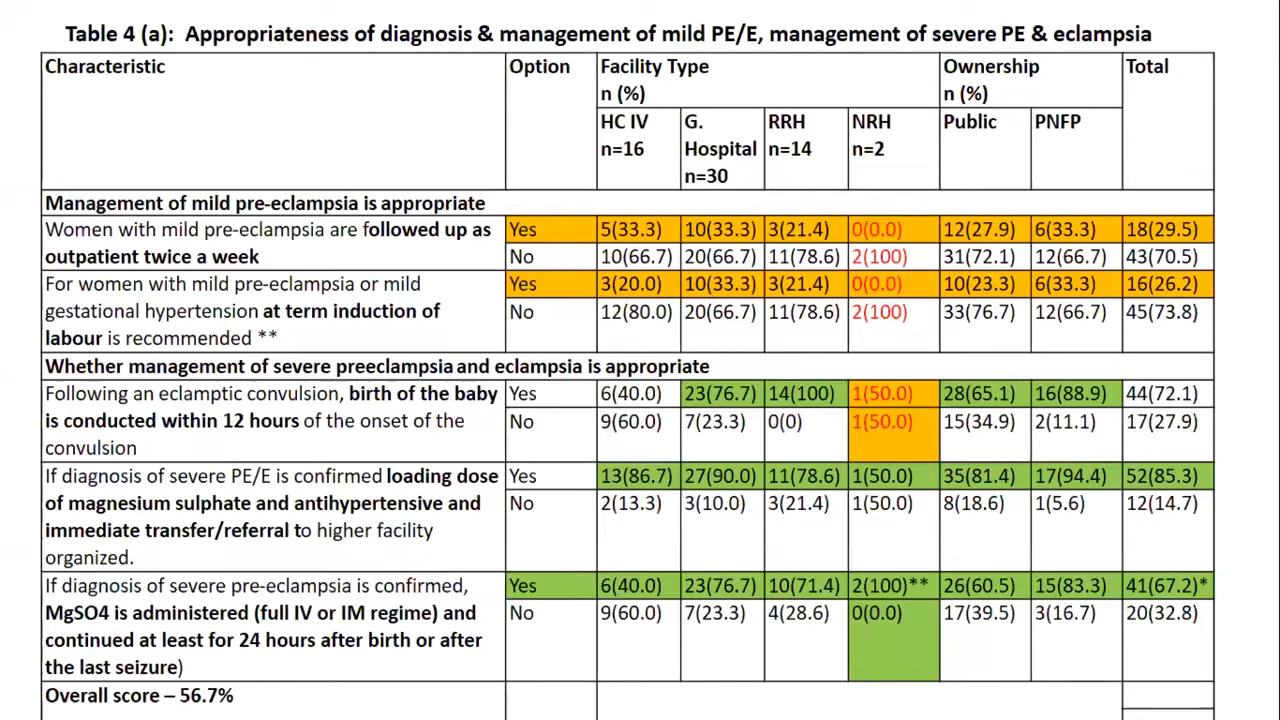 Table 4 (a): Appropriateness of diagnosis & management of mild PE/E, management of severe PE & eclampsia
Characteristic Option Facility Type Ownership Total
n (%) n (%)
HC IV G. RRH NRH Public PNFP
n=16 Hospital n=14 n=2
n=30
Management of mild pre-eclampsia is appropriate
Women with mild pre-eclampsia are followed up as Yes 5(33.3) 10(33.3) 3(21.4) 0(0.0) 12(27.9) 6(33.3) 18(29.5)
outpatient twice a week No 10(66.7) 20(66.7) 11(78.6) 2(100) 31(72.1) 12(66.7) 43(70.5)
For women with mild pre-eclampsia or mild Yes 3(20.0) 10(33.3) 3(21.4) 0(0.0) 10(23.3) 6(33.3) 16(26.2)
gestational hypertension at term induction of No 12(80.0) 20(66.7) 11(78.6) 2(100) 33(76.7) 12(66.7) 45(73.8)
labour is recommended **
Whether management of severe preeclampsia and eclampsia is appropriate
Following an eclamptic convulsion, birth of the baby Yes 6(40.0) 23(76.7) 14(100) 1(50.0) 28(65.1) 16(88.9) 44(72.1)
is conducted within 12 hours of the onset of the No 9(60.0) 7(23.3) 0(0) 1(50.0) 15(34.9) 2(11.1) 17(27.9)
convulsion
If diagnosis of severe PE/E is confirmed loading dose Yes 13(86.7) 27(90.0) 11(78.6) 1(50.0) 35(81.4) 17(94.4) 52(85.3)
of magnesium sulphate and antihypertensive and No 2(13.3) 3(10.0) 3(21.4) 1(50.0) 8(18.6) 1(5.6) 12(14.7)
immediate transfer/referral to higher facility
organized.
If diagnosis of severe pre-eclampsia is confirmed, Yes 6(40.0) 23(76.7) 10(71.4) 2(100)** 26(60.5) 15(83.3) 41(67.2)*
MgSO4 is administered (full IV or IM regime) and No 9(60.0) 7(23.3) 4(28.6) 0(0.0) 17(39.5) 3(16.7) 20(32.8)
continued at least for 24 hours after birth or after
the last seizure)
Overall score – 56.7%